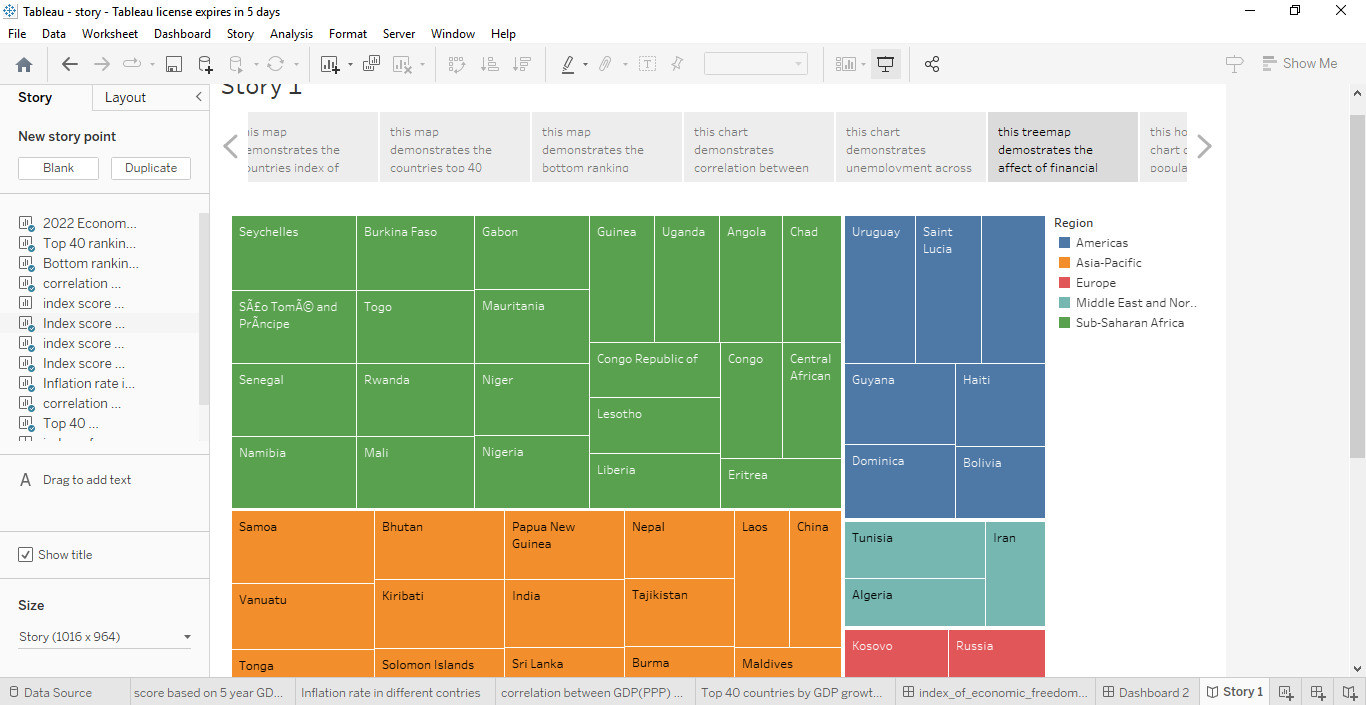 Tableau - story - Tableau license expires in 5 days
File Data Worksheet Dashboard Story Analysis Format Server Window Help
Show Me
Story Layout
New story point
Blank Duplicate
2022 Econom...
Top 40 rankin...
Bottom rankin...
correlation ...
index score ...
Index score ...
index score ...
Index score ...
Inflation rate i...
correlation ...
Top 40 ...
A Drag to add text
Show title
Size
Story (1016 x 964)
Story 1
this map
demonstrates the
countries index of
this map
demonstrates the
countries top 40
this map
demonstrates the
bottom ranking
this chart
demonstrates
correlation between
this chart
demonstrates
unemployment across
this treemap
demostrates the
affect of financial
this
chart
Seychelles
Burkina Faso
Gabon
Guinea
Uganda
Angola
Chad
SÃ£o TomÃ© and
PrÃncipe
Togo
Mauritania
Senegal
Rwanda
Niger
Congo Republic of
Congo
Central
African
Lesotho
Namibia
Mali
Nigeria
Liberia
Eritrea
Samoa
Bhutan
Papua New
Guinea
Nepal
Laos
China
Vanuatu
Kiribati
India
Tajikistan
Tonga
Solomon Islands
Sri Lanka
Burma
Maldives
Uruguay
Saint
Lucia
Guyana
Haiti
Dominica
Bolivia
Tunisia
Iran
Algeria
Kosovo
Russia
Region
Americas
Asia-Pacific
Europe
Middle East and Nor..
Sub-Saharan Africa
Data Source score based on 5 year GD... Inflation rate in different contries correlation between GDP(PPP) ... Top 40 countries by GDP growt... index_of_economic_freedom... Dashboard 2 Story 1